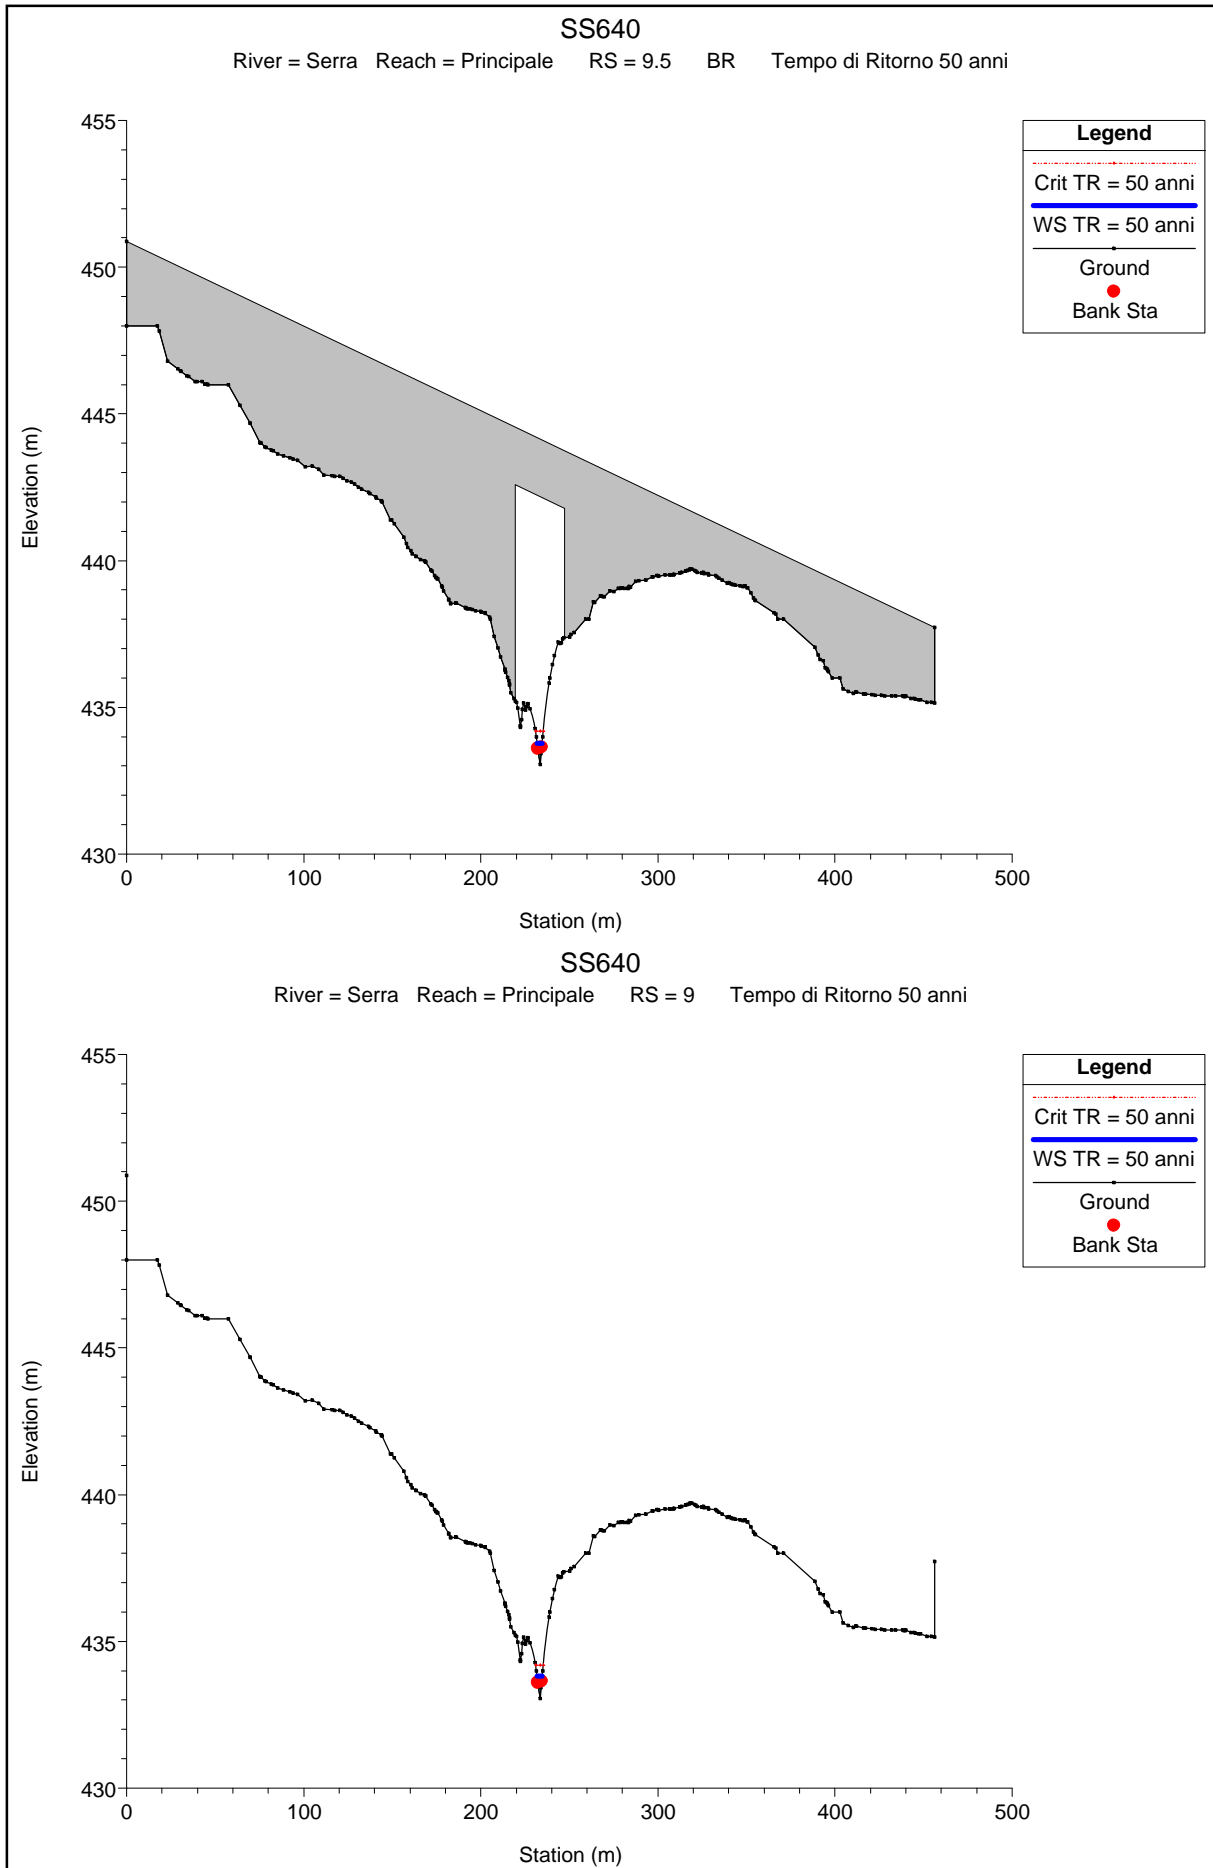 SS640
River = Serra Reach = Principale RS = 9.5 BR Tempo di Ritorno 50 anni
455
450
445
440
435
430
Elevation (m)
0 100 200 300 400 500
Station (m)
Legend
Crit TR = 50 anni
WS TR = 50 anni
Ground
Bank Sta
SS640
River = Serra Reach = Principale RS = 9 Tempo di Ritorno 50 anni
455
450
445
440
435
430
Elevation (m)
0 100 200 300 400 500
Station (m)
Legend
Crit TR = 50 anni
WS TR = 50 anni
Ground
Bank Sta